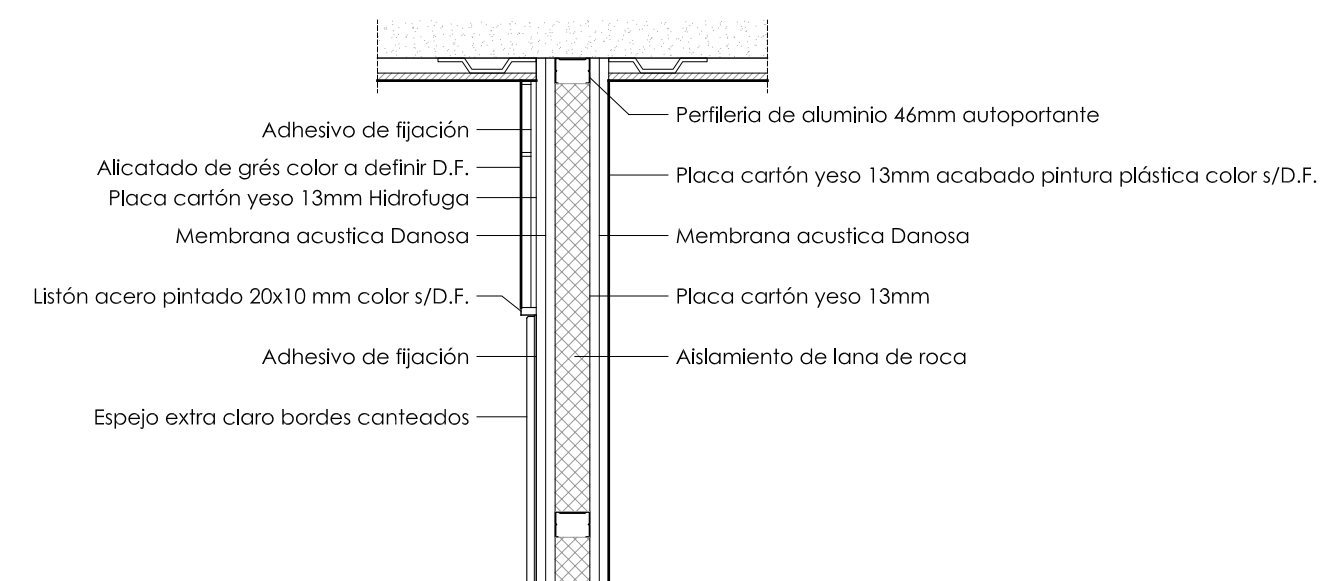 Adhesivo de fijación
Alicatado de grés color a definir D.F.
Placa cartón yeso 13mm Hidrofuga
Membrana acustica Danosa
Listón acero pintado 20x10 mm color s/D.F.
Adhesivo de fijación
Espejo extra claro bordes canteados
Perfileria de aluminio 46mm autoportante
Placa cartón yeso 13mm acabado pintura plástica color s/D.F.
Membrana acustica Danosa
Placa cartón yeso 13mm
Aislamiento de lana de roca